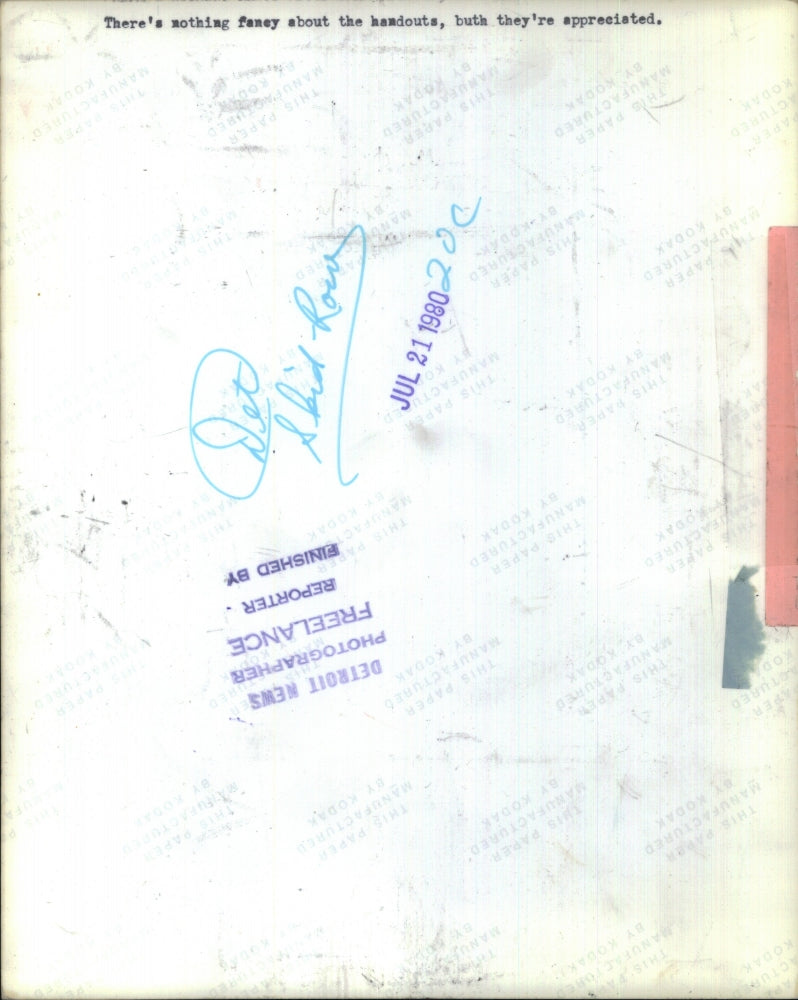 There's nothing fancy about the handouts, buth they're appreciated.
Det
Skid Row
JUL 21 1980
DETROIT NEWS
PHOTOGRAPHER
FREELANCE
REPORTER -
FINISHED BY
THIS PAPER
MANUFACTURED
BY KODAK